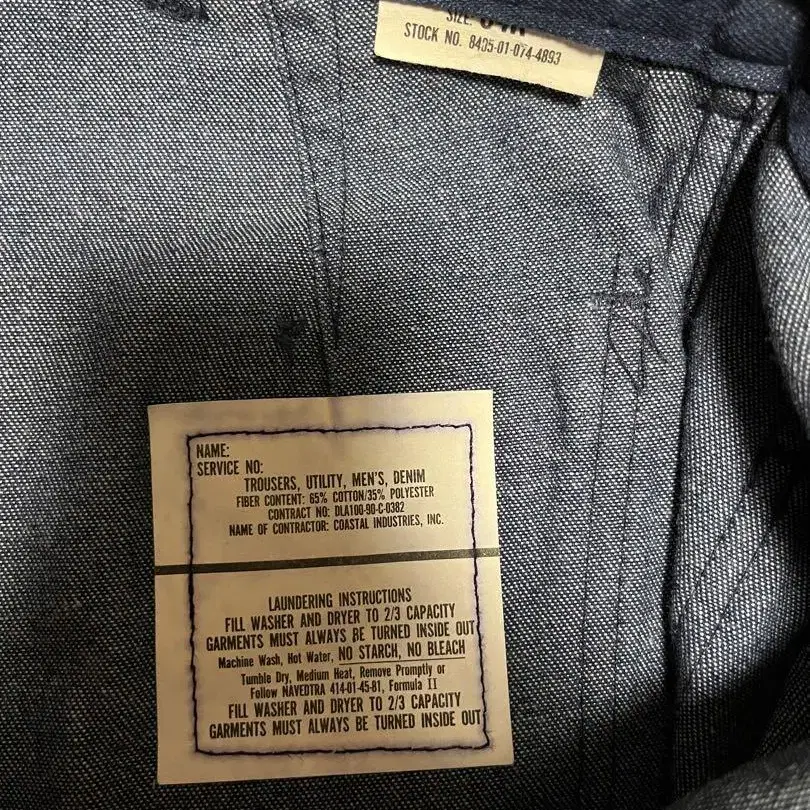 SIZE: 34R
STOCK NO. 8405-01-074-4893
NAME:
SERVICE NO:
TROUSERS, UTILITY, MEN'S, DENIM
FIBER CONTENT: 65% COTTON/35% POLYESTER
CONTRACT NO: DLA100-90-C-0382
NAME OF CONTRACTOR: COASTAL INDUSTRIES, INC.
LAUNDERING INSTRUCTIONS
FILL WASHER AND DRYER TO 2/3 CAPACITY
GARMENTS MUST ALWAYS BE TURNED INSIDE OUT
Machine Wash, Hot Water, NO STARCH, NO BLEACH
Tumble Dry, Medium Heat, Remove Promptly or
Follow NAVEDTRA 414-01-45-81, Formula II
FILL WASHER AND DRYER TO 2/3 CAPACITY
GARMENTS MUST ALWAYS BE TURNED INSIDE OUT